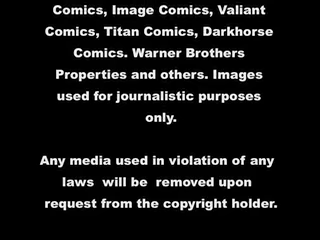 Comics, Image Comics, Valiant
Comics, Titan Comics, Darkhorse
Comics. Warner Brothers
Properties and others. Images
used for journalistic purposes
only.
Any media used in violation of any
laws will be removed upon
request from the copyright holder.